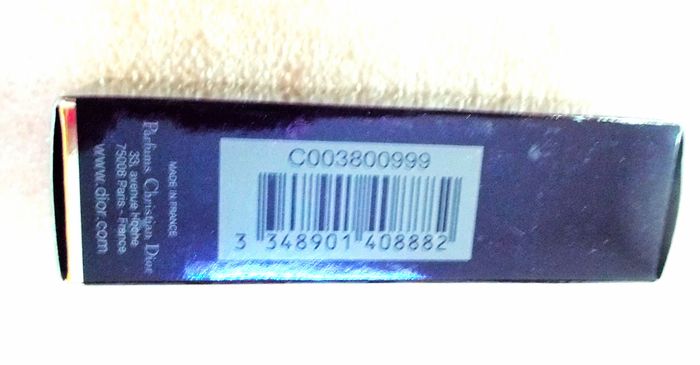 MADE IN FRANCE
Parfums Christian Dior
33, avenue Hoche
75008 Paris - France
www.dior.com
C003800999
3 348901 408882